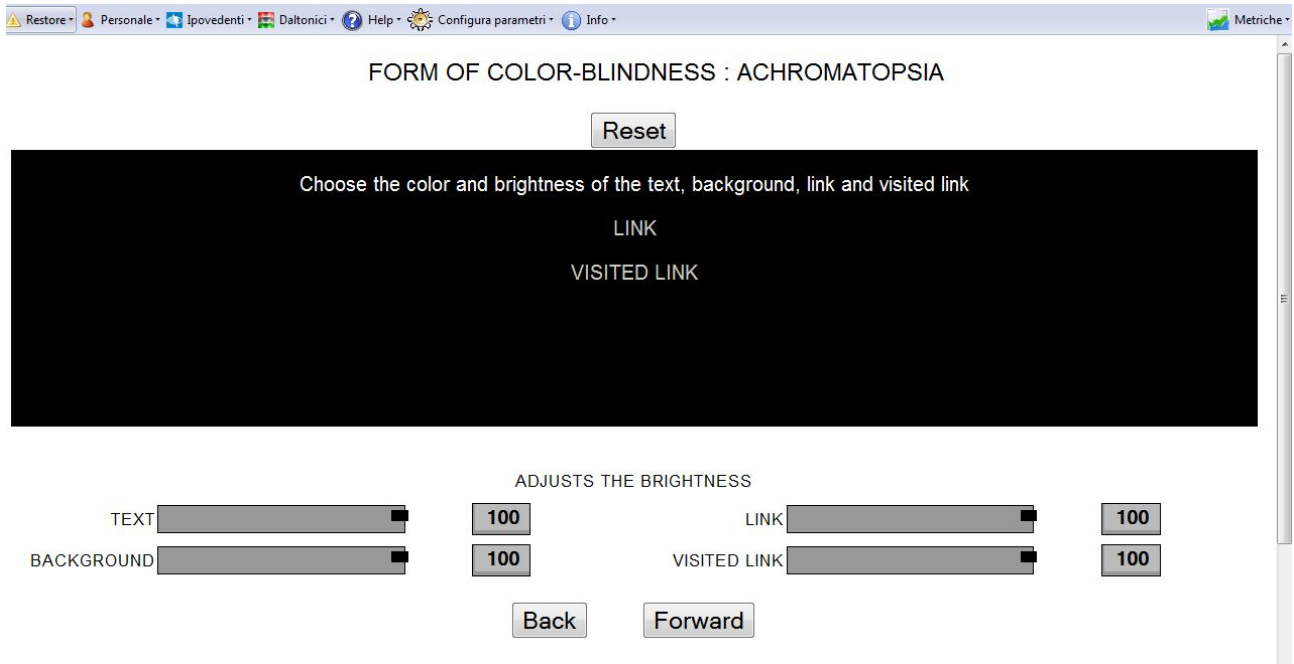 Restore Personale Ipovedenti Daltonici Help Configura parametri Info Metriche
FORM OF COLOR-BLINDNESS : ACHROMATOPSIA
Reset
Choose the color and brightness of the text, background, link and visited link
LINK
VISITED LINK
ADJUSTS THE BRIGHTNESS
TEXT 100 LINK 100
BACKGROUND 100 VISITED LINK 100
Back Forward